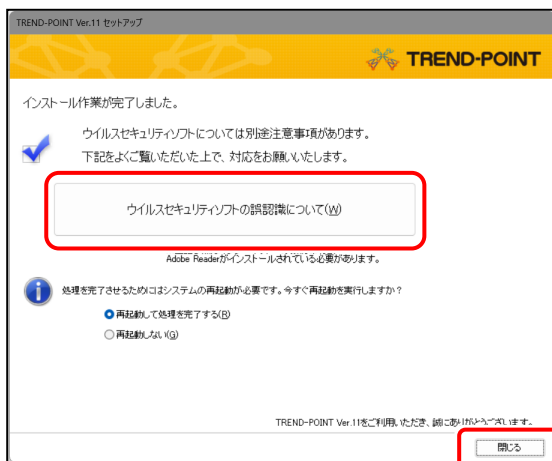 TREND-POINT Ver.11 セットアップ
TREND-POINT
インストール作業が完了しました。
ウイルスセキュリティソフトについては別途注意事項があります。
下記をよくご覧いただいた上で、対応をお願いいたします。
ウイルスセキュリティソフトの誤認識について(W)
Adobe Readerがインストールされている必要があります。
処理を完了させるためにはシステムの再起動が必要です。今すぐ再起動を実行しますか？
再起動して処理を完了する(R)
再起動しない(G)
TREND-POINT Ver.11をご利用いただき、誠にありがとうございます。
閉じる